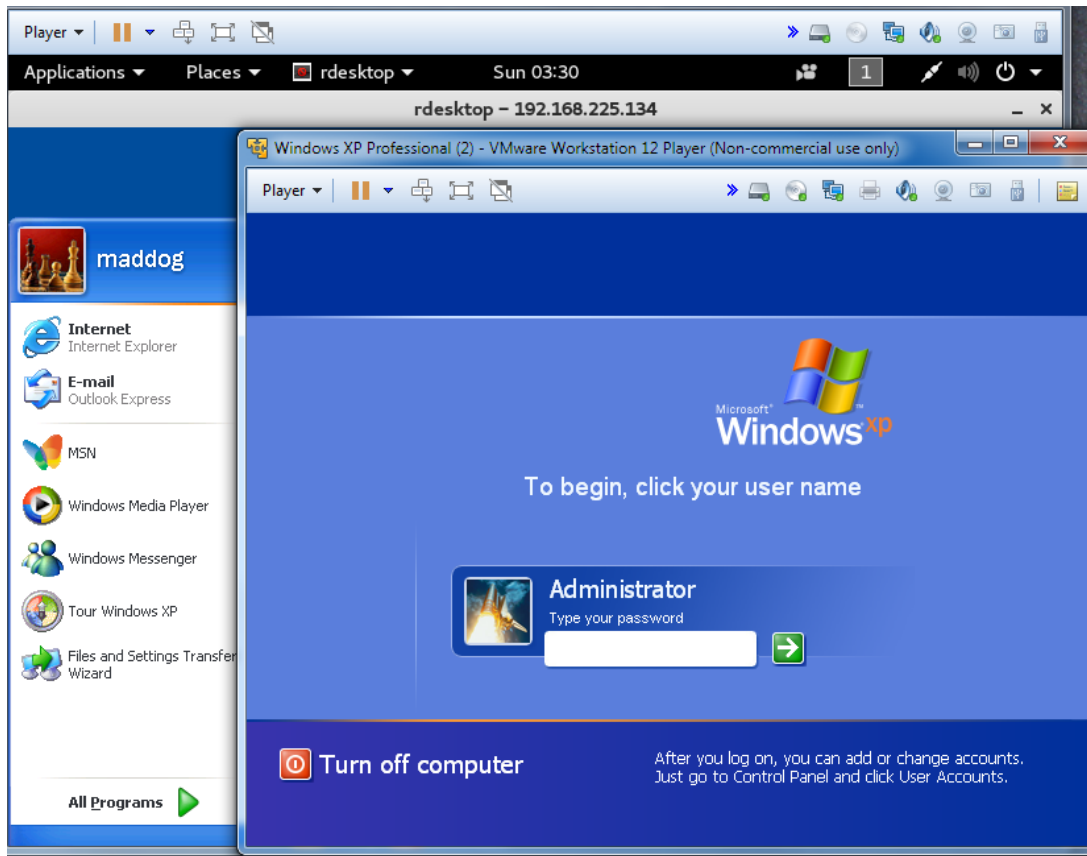 Player
Applications Places rdesktop Sun 03:30 1
rdesktop – 192.168.225.134
Windows XP Professional (2) - VMware Workstation 12 Player (Non-commercial use only)
Player
maddog
Internet
Internet Explorer
E-mail
Outlook Express
MSN
Windows Media Player
Windows Messenger
Tour Windows XP
Files and Settings Transfer
Wizard
All Programs
Microsoft®
Windows xp
To begin, click your user name
Administrator
Type your password
Turn off computer
After you log on, you can add or change accounts.
Just go to Control Panel and click User Accounts.